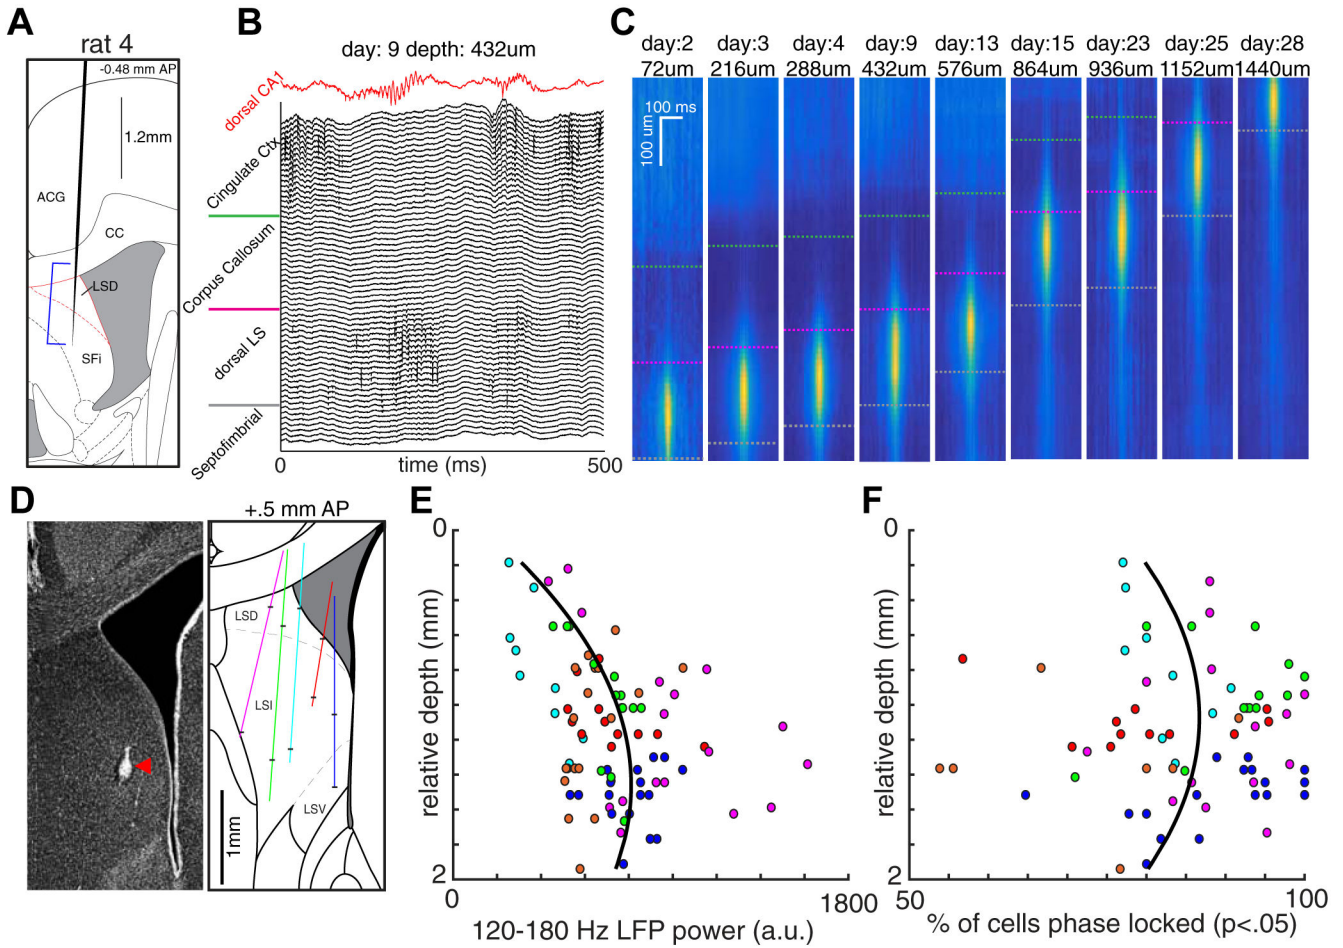 A
rat 4
-0.48 mm AP
1.2mm
ACG
CC
LSD
SFi
B
day: 9 depth: 432um
dorsal CA1
Cingulate Ctx
Corpus Callosum
dorsal LS
Septofimbrial
0
time (ms)
500
C
day:2 day:3 day:4 day:9 day:13 day:15 day:23 day:25 day:28
72um 216um 288um 432um 576um 864um 936um 1152um 1440um
100 ms
100 um
D
+.5 mm AP
LSD
LSI
LSV
1mm
E
0
relative depth (mm)
2
0
1800
120-180 Hz LFP power (a.u.)
F
0
relative depth (mm)
2
50
100
% of cells phase locked (p<.05)